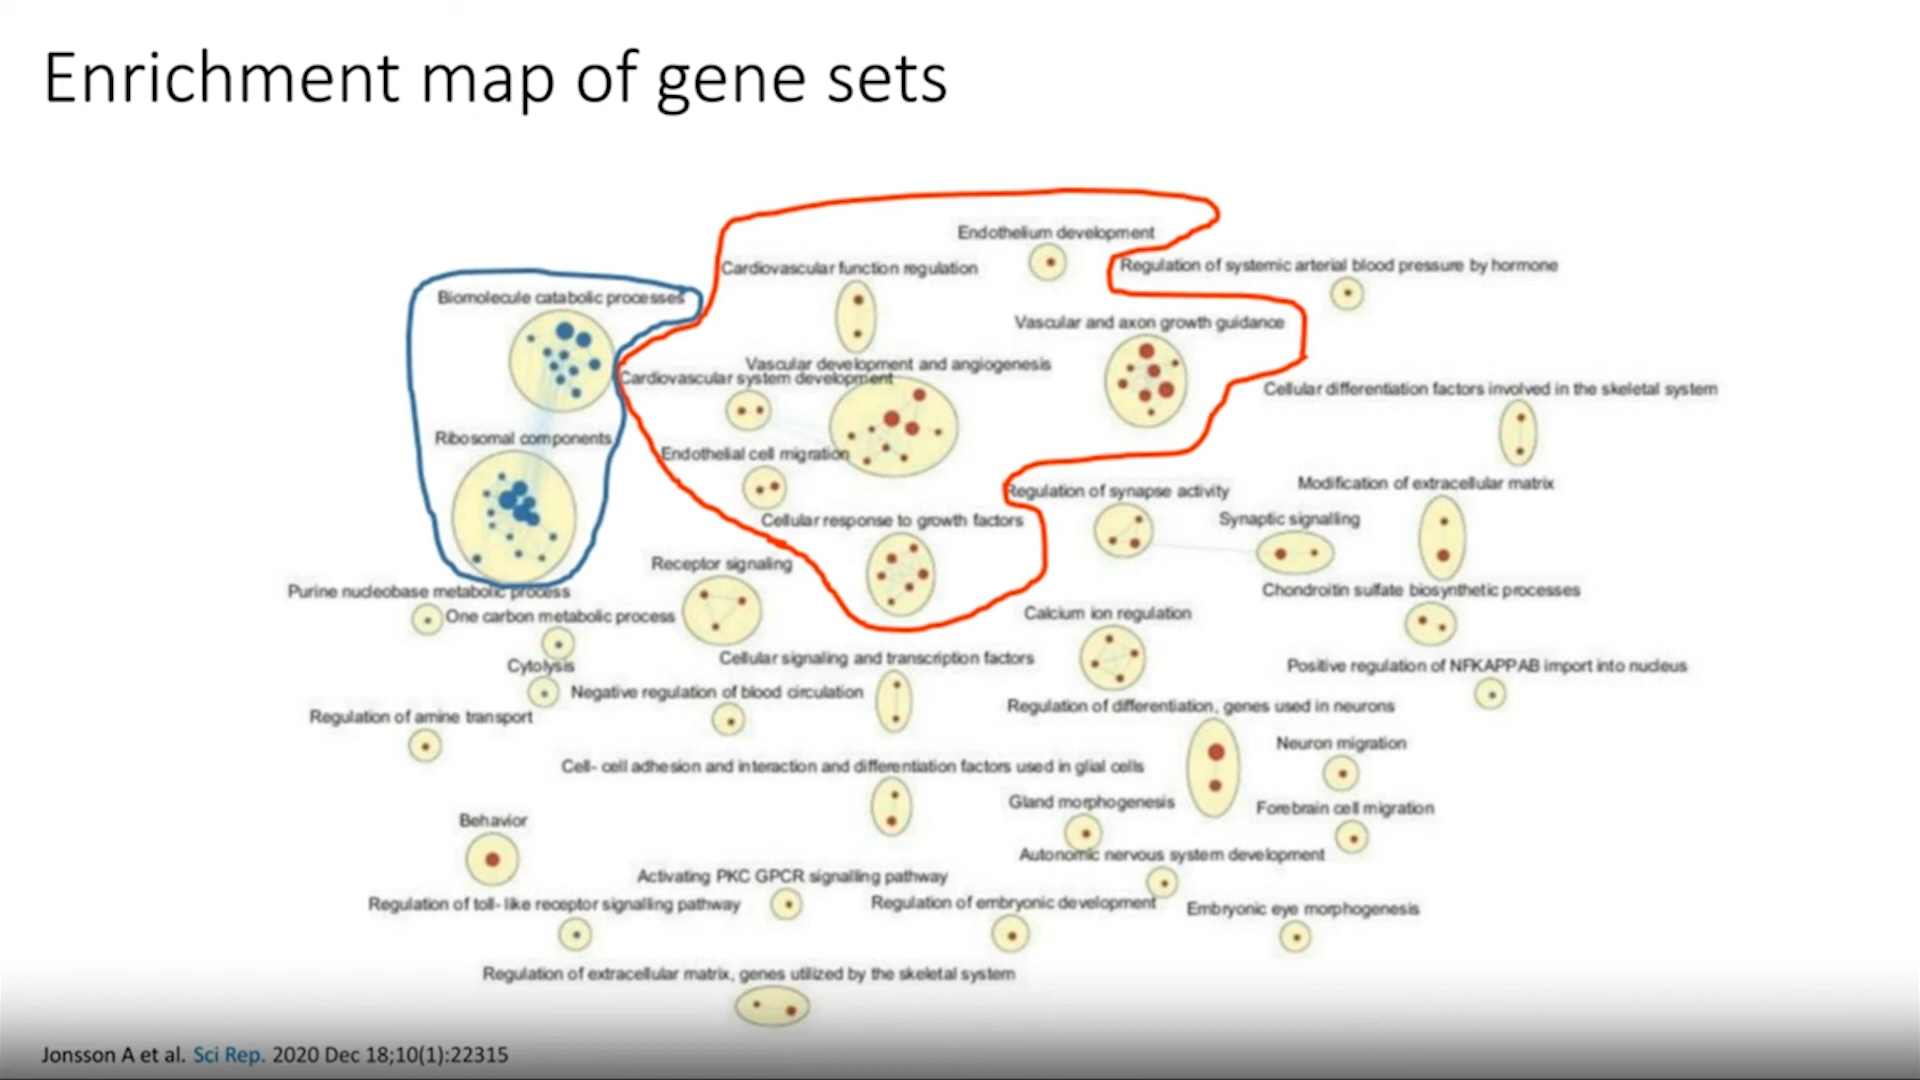 Enrichment map of gene sets
Endothelium development
Cardiovascular function regulation
Regulation of systemic arterial blood pressure by hormone
Biomolecule catabolic processes
Vascular and axon growth guidance
Vascular development and angiogenesis
Cardiovascular system development
Cellular differentiation factors involved in the skeletal system
Ribosomal components
Endothelial cell migration
Regulation of synapse activity
Modification of extracellular matrix
Cellular response to growth factors
Synaptic signalling
Receptor signaling
Purine nucleobase metabolic process
Chondroitin sulfate biosynthetic processes
One carbon metabolic process
Calcium ion regulation
Cytolysis
Cellular signaling and transcription factors
Positive regulation of NFKAPPAB import into nucleus
Negative regulation of blood circulation
Regulation of differentiation, genes used in neurons
Regulation of amine transport
Neuron migration
Cell- cell adhesion and interaction and differentiation factors used in glial cells
Gland morphogenesis
Forebrain cell migration
Behavior
Autonomic nervous system development
Activating PKC GPCR signalling pathway
Regulation of toll- like receptor signalling pathway
Regulation of embryonic development
Embryonic eye morphogenesis
Regulation of extracellular matrix, genes utilized by the skeletal system
Jonsson A et al. Sci Rep. 2020 Dec 18;10(1):22315